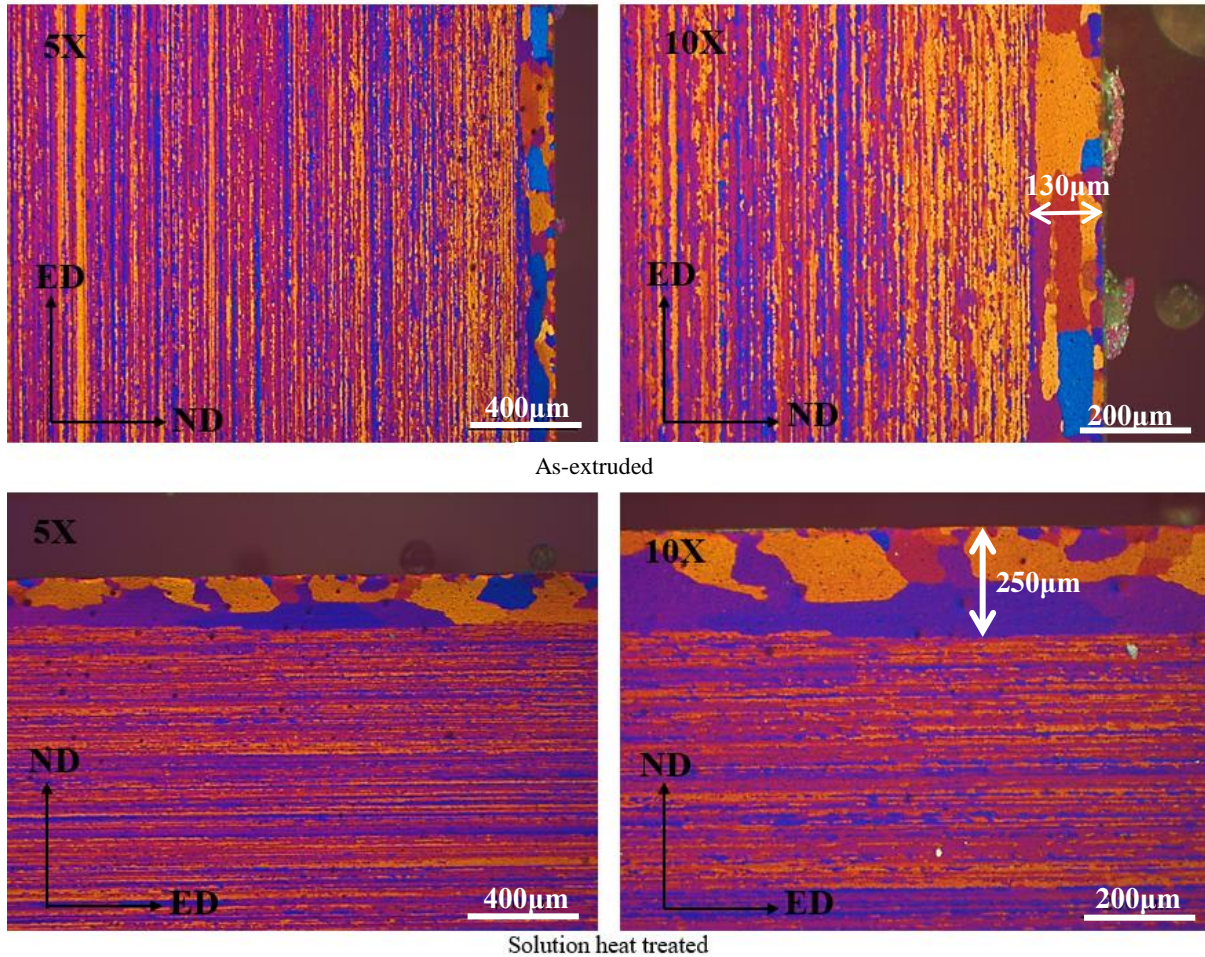 5X
ED
ND
400µm
10X
130µm
ED
ND
200µm
As-extruded
5X
ND
ED
400µm
10X
250µm
ND
ED
200µm
Solution heat treated